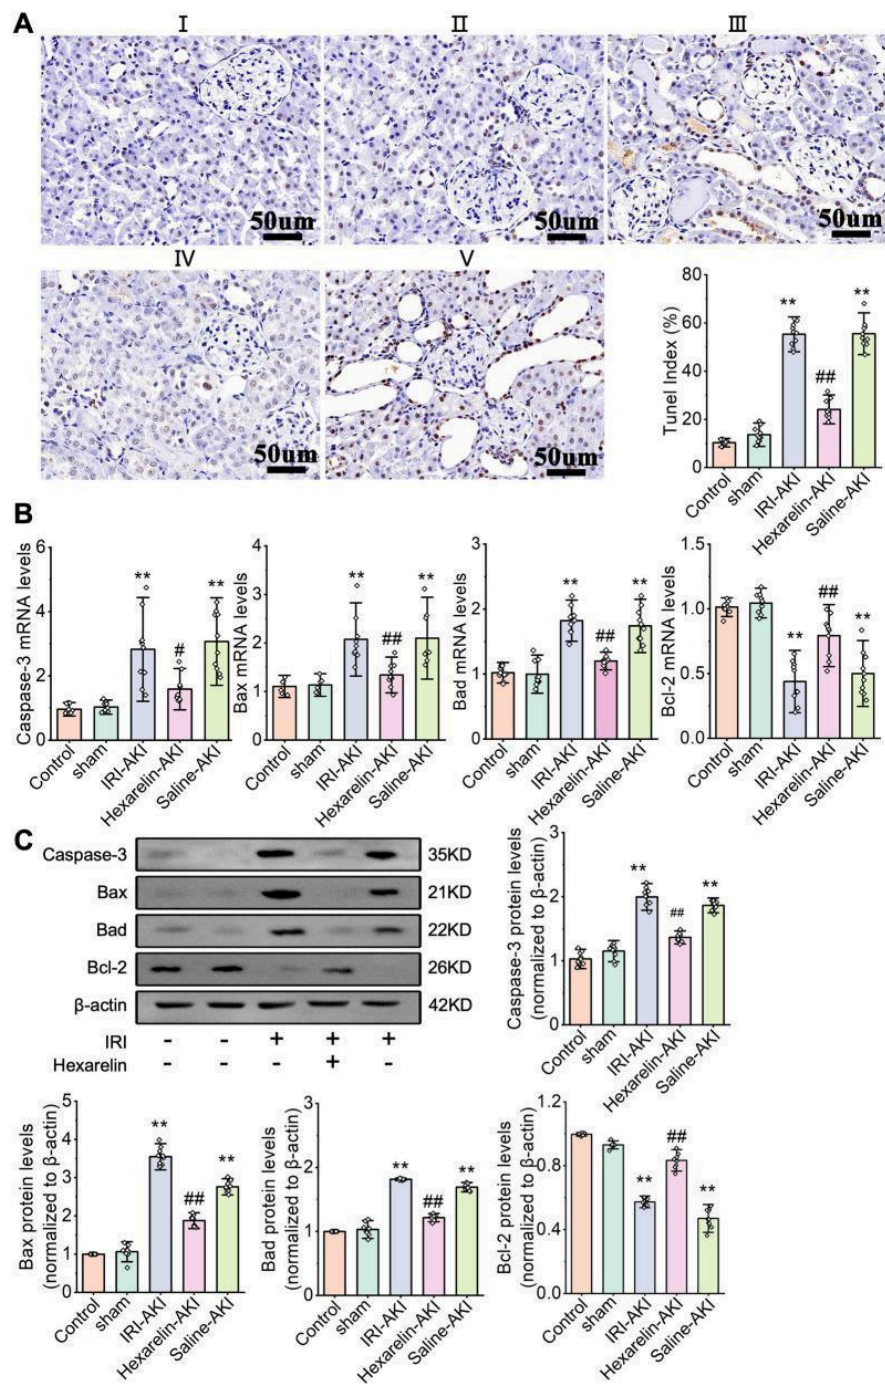 A
Ⅰ
Ⅱ
Ⅲ
50um
50um
50um
Ⅳ
Ⅴ
50um
50um
Tunel Index (%)
80
60
40
20
0
**
##
**
Control
sham
IRI-AKI
Hexarelin-AKI
Saline-AKI
B
Caspase-3 mRNA levels
6
4
2
0
**
#
**
Control
sham
IRI-AKI
Hexarelin-AKI
Saline-AKI
Bax mRNA levels
4
3
2
1
0
**
##
**
Control
sham
IRI-AKI
Hexarelin-AKI
Saline-AKI
Bad mRNA levels
3
2
1
0
**
##
**
Control
sham
IRI-AKI
Hexarelin-AKI
Saline-AKI
Bcl-2 mRNA levels
1.5
1.0
0.5
0.0
**
##
**
Control
sham
IRI-AKI
Hexarelin-AKI
Saline-AKI
C
Caspase-3 35KD
Bax 21KD
Bad 22KD
Bcl-2 26KD
β-actin 42KD
IRI - - + + +
Hexarelin - - - + -
Caspase-3 protein levels
(normalized to β-actin)
3
2
1
0
**
##
**
Control
sham
IRI-AKI
Hexarelin-AKI
Saline-AKI
Bax protein levels
(normalized to β-actin)
5
4
3
2
1
0
**
##
**
Control
sham
IRI-AKI
Hexarelin-AKI
Saline-AKI
Bad protein levels
(normalized to β-actin)
3
2
1
0
**
##
**
Control
sham
IRI-AKI
Hexarelin-AKI
Saline-AKI
Bcl-2 protein levels
(normalized to β-actin)
1.2
0.8
0.4
0.0
**
##
**
Control
sham
IRI-AKI
Hexarelin-AKI
Saline-AKI